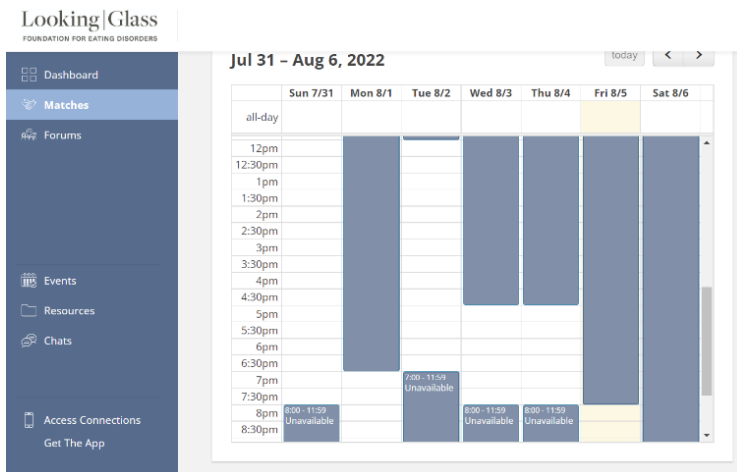 Looking|Glass
FOUNDATION FOR EATING DISORDERS
Dashboard
Matches
Forums
Events
Resources
Chats
Access Connections
Get The App
Jul 31 – Aug 6, 2022
today
Sun 7/31 Mon 8/1 Tue 8/2 Wed 8/3 Thu 8/4 Fri 8/5 Sat 8/6
all-day
12pm
12:30pm
1pm
1:30pm
2pm
2:30pm
3pm
3:30pm
4pm
4:30pm
5pm
5:30pm
6pm
6:30pm
7pm
7:00 - 11:59
Unavailable
7:30pm
8pm
8:00 - 11:59 8:00 - 11:59 8:00 - 11:59
Unavailable Unavailable Unavailable
8:30pm